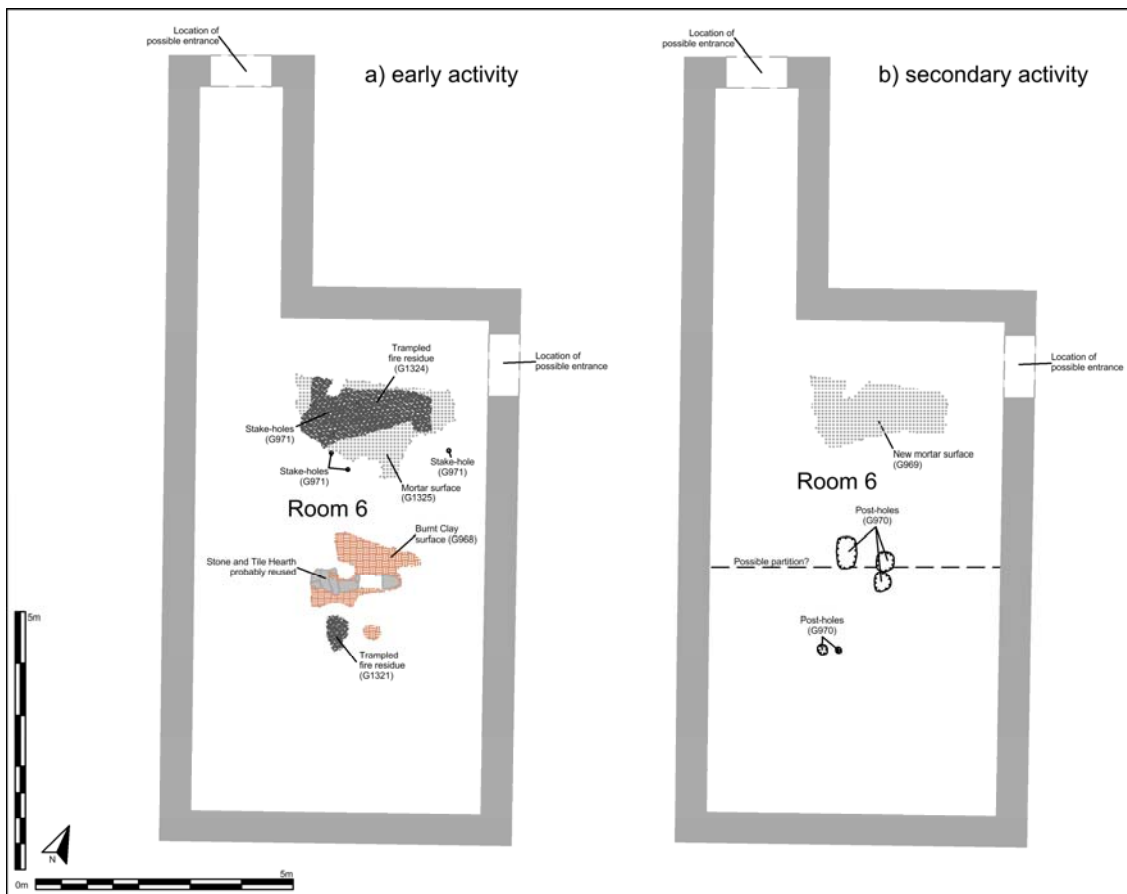 Location of
possible entrance
a) early activity
Trampled
fire residue
(G1324)
Location of
possible entrance
Stake-holes
(G971)
Stake-holes
(G971)
Stake-hole
(G971)
Mortar surface
(G1325)
Room 6
Burnt Clay
surface (G968)
Stone and Tile Hearth
probably reused
Trampled
fire residue
(G1321)
Location of
possible entrance
b) secondary activity
Location of
possible entrance
New mortar surface
(G969)
Room 6
Post-holes
(G970)
Possible partition?
Post-holes
(G970)
5m
N
0m
5m